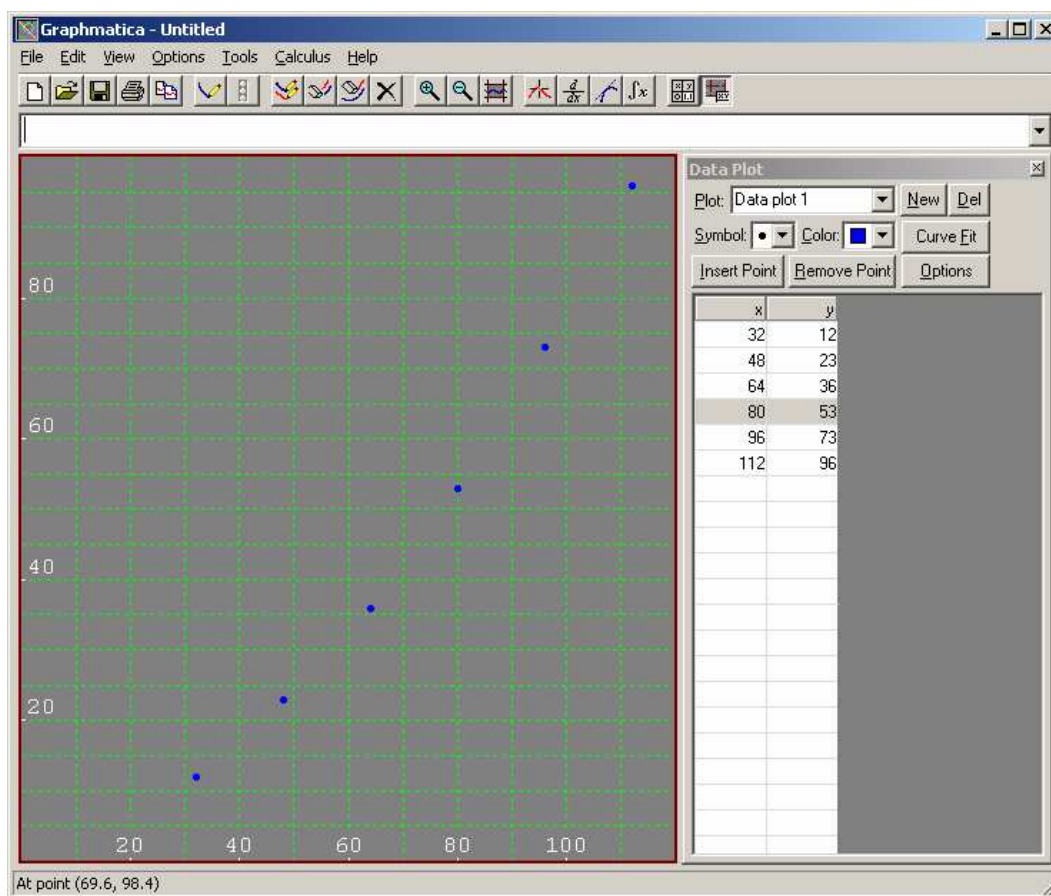 Graphmatica - Untitled
File Edit View Options Tools Calculus Help
80
60
40
20
20 40 60 80 100
Data Plot
Plot: Data plot 1 New Del
Symbol: Color: Curve Fit
Insert Point Remove Point Options
x y
32 12
48 23
64 36
80 53
96 73
112 96
At point (69.6, 98.4)